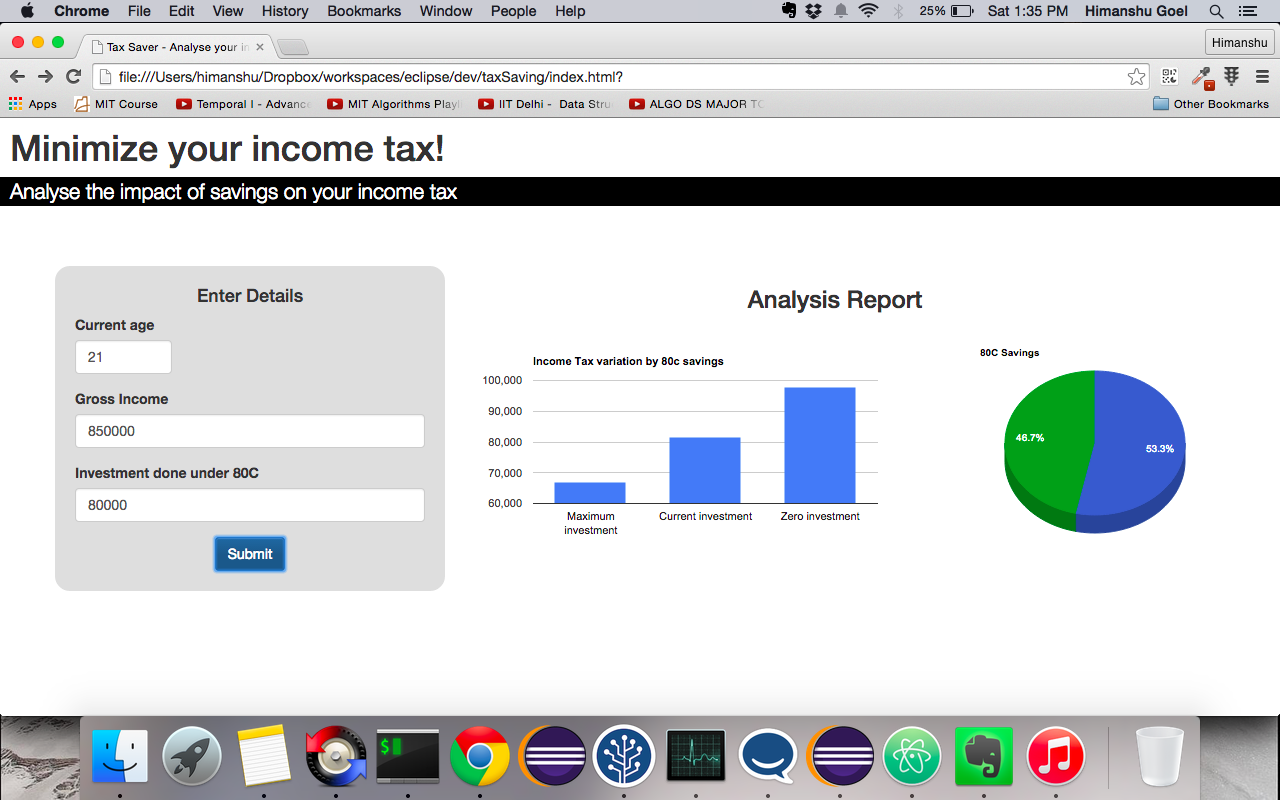 Chrome File Edit View History Bookmarks Window People Help 25% Sat 1:35 PM Himanshu Goel
Tax Saver - Analyse your in
Himanshu
file:///Users/himanshu/Dropbox/workspaces/eclipse/dev/taxSaving/index.html?
Apps MIT Course Temporal I - Advanc MIT Algorithms Playl IIT Delhi - Data Stru ALGO DS MAJOR TO Other Bookmarks
Minimize your income tax!
Analyse the impact of savings on your income tax
Enter Details
Current age
21
Gross Income
850000
Investment done under 80C
80000
Submit
Analysis Report
Income Tax variation by 80c savings
100,000
90,000
80,000
70,000
60,000
Maximum
investment
Current investment
Zero investment
80C Savings
46.7%
53.3%
$